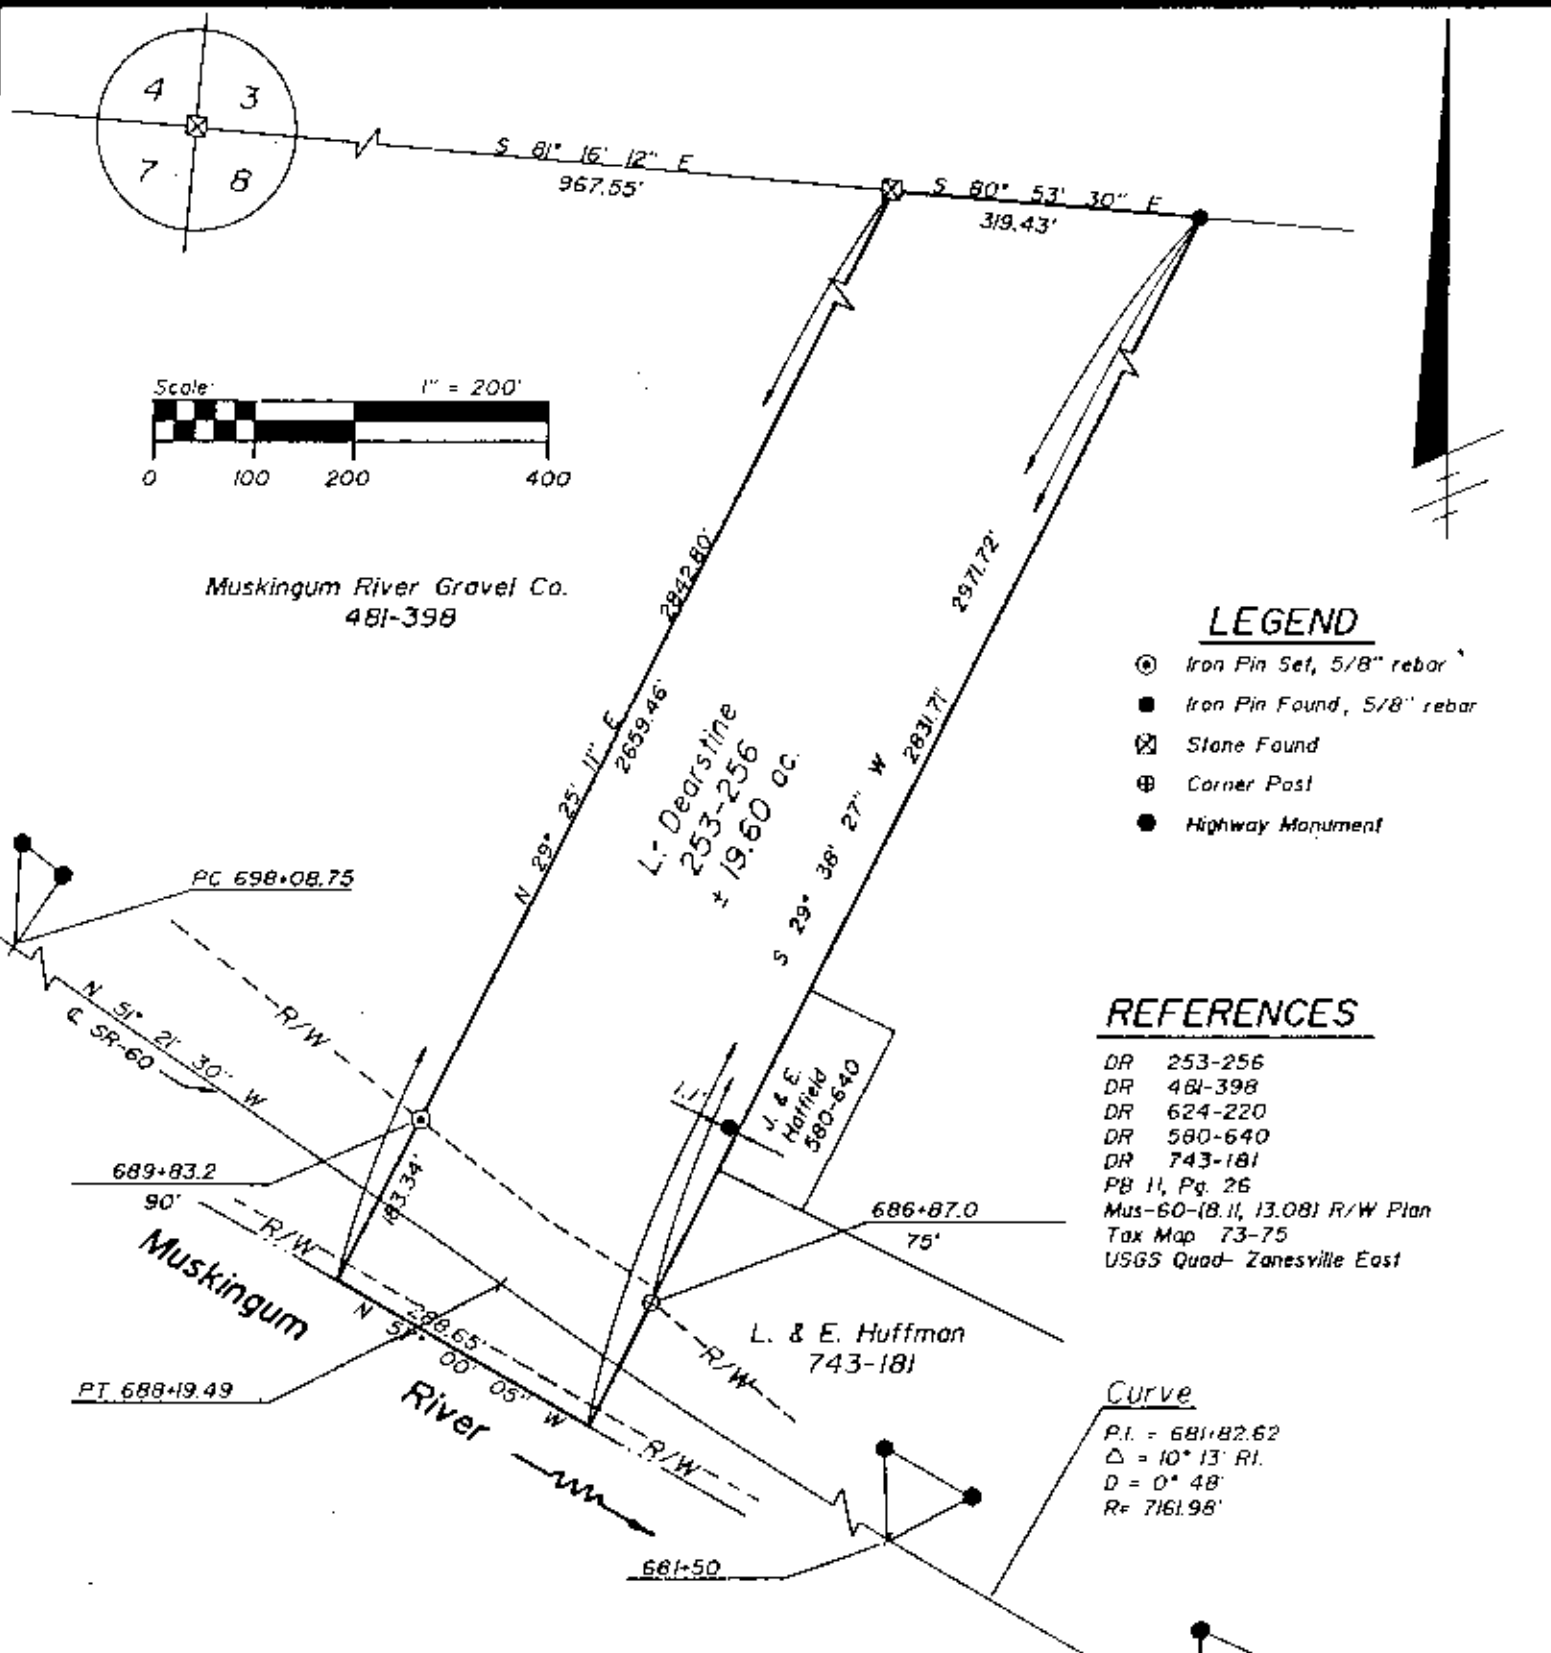 4 3
7 8
S 81° 16' 12" E
967.55'
S 80° 53' 30" E
319.43'
Scale: 1" = 200'
0 100 200 400
Muskingum River Gravel Co.
481-398
2842.80'
N 29° 25' 11" E
2659.46'
183.34'
2971.72'
S 29° 38' 27" W
2831.71'
L. Dearstine
253-256
± 19.60 ac.
LEGEND
Iron Pin Set, 5/8" rebar
Iron Pin Found, 5/8" rebar
Stone Found
Corner Post
Highway Monument
PC 698+08.75
R/W
N 51° 21' 30" W
℄ SR-60
1.1'
J. & E.
Hatfield
580-640
REFERENCES
DR 253-256
DR 481-398
DR 624-220
DR 580-640
DR 743-181
PB 11, Pg. 26
Mus-60-(8.11, 13.08) R/W Plan
Tax Map 73-75
USGS Quad- Zanesville East
689+83.2
90'
R/W
686+87.0
75'
Muskingum
River
288.65'
N 51° 00' 05" W
R/W
L. & E. Huffman
743-181
PT 688+19.49
R/W
681+50
Curve
P.I. = 681+82.62
Δ = 10° 13' Rt.
D = 0° 48'
R= 7161.98'